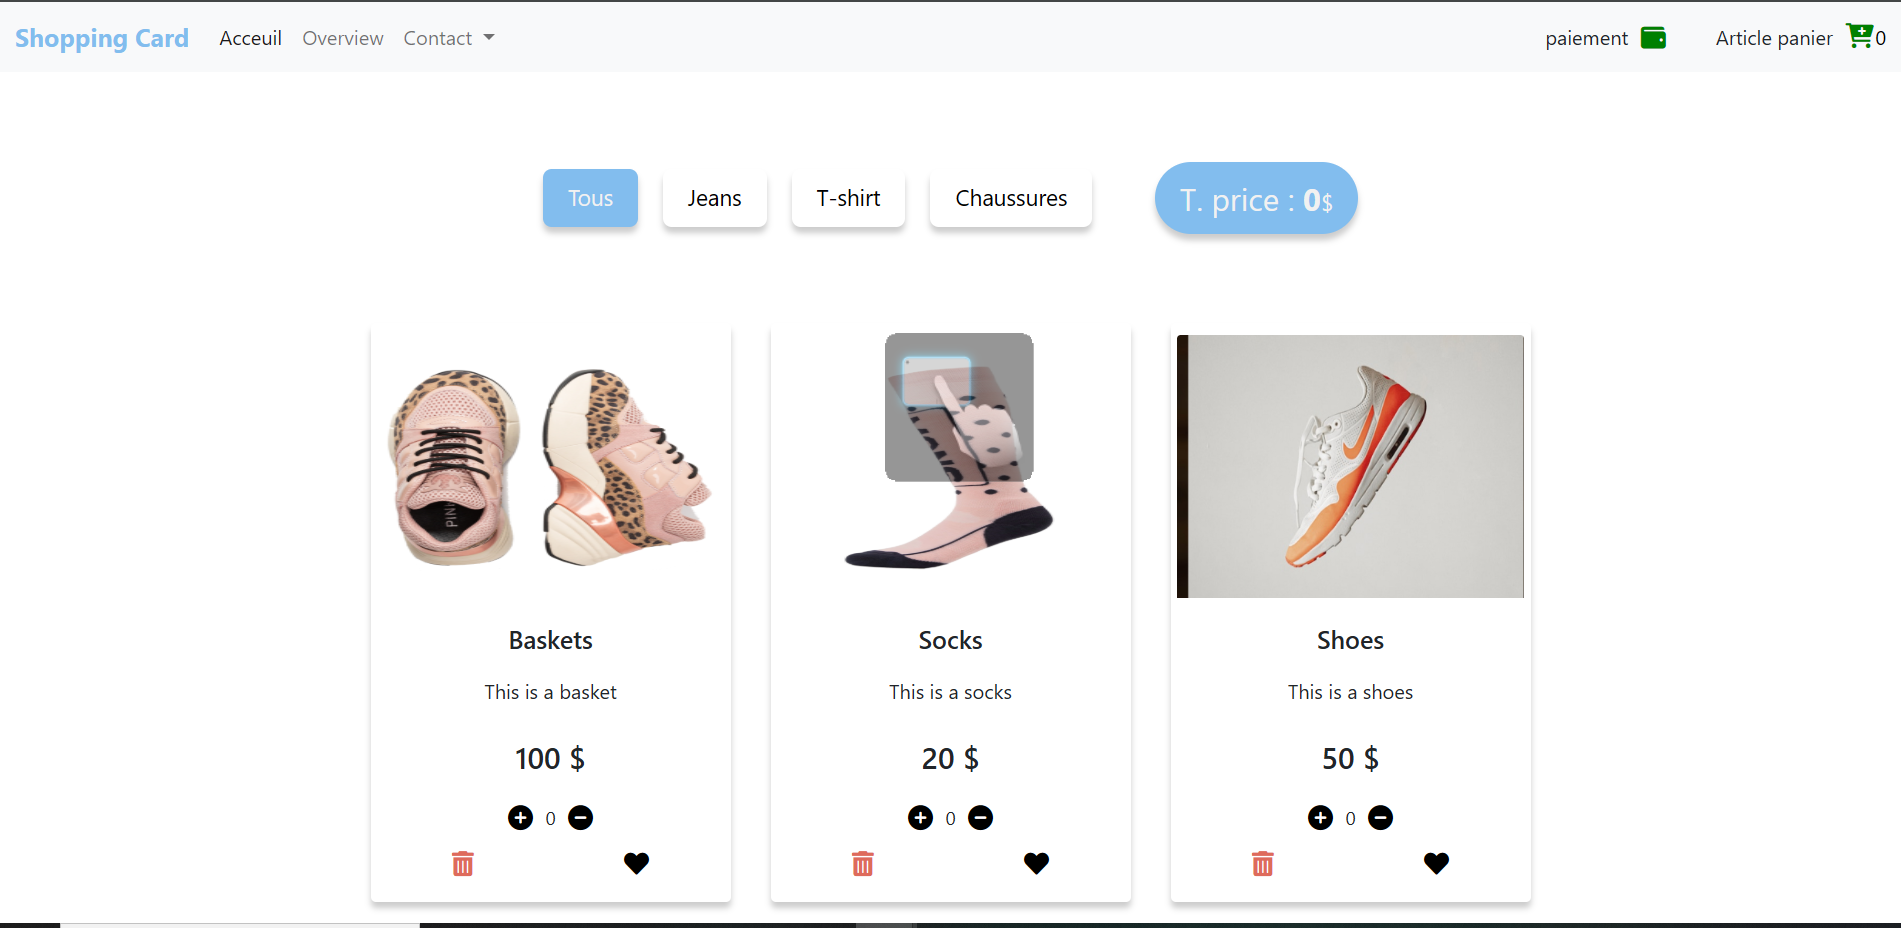 Shopping Card Acceuil Overview Contact paiement Article panier 0
Tous Jeans T-shirt Chaussures T. price : 0$
Baskets
This is a basket
100 $
0
Socks
This is a socks
20 $
0
Shoes
This is a shoes
50 $
0